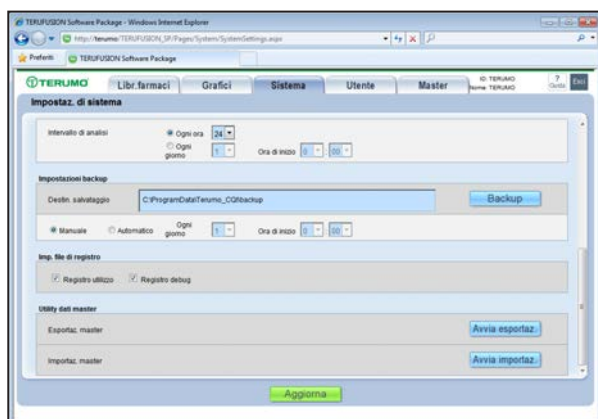 TERUFUSION Software Package - Windows Internet Explorer
http://terumo/TERUFUSION_SP/Pages/System/SystemSettings.aspx
Preferiti TERUFUSION Software Package
TERUMO Libr.farmaci Grafici Sistema Utente Master ID: TERUMO Nome: TERUMO ? Guida Esci
Impostaz. di sistema
Intervallo di analisi Ogni ora 24
Ogni giorno 1 Ora di inizio 0 : 00
Impostazioni backup
Destin. salvataggio C:\ProgramData\Terumo_CQI\backup Backup
Manuale Automatico Ogni giorno 1 Ora di inizio 0 : 00
Imp. file di registro
Registro utilizzo Registro debug
Utility dati master
Esportaz. master Avvia esportaz.
Importaz. master Avvia importaz.
Aggiorna